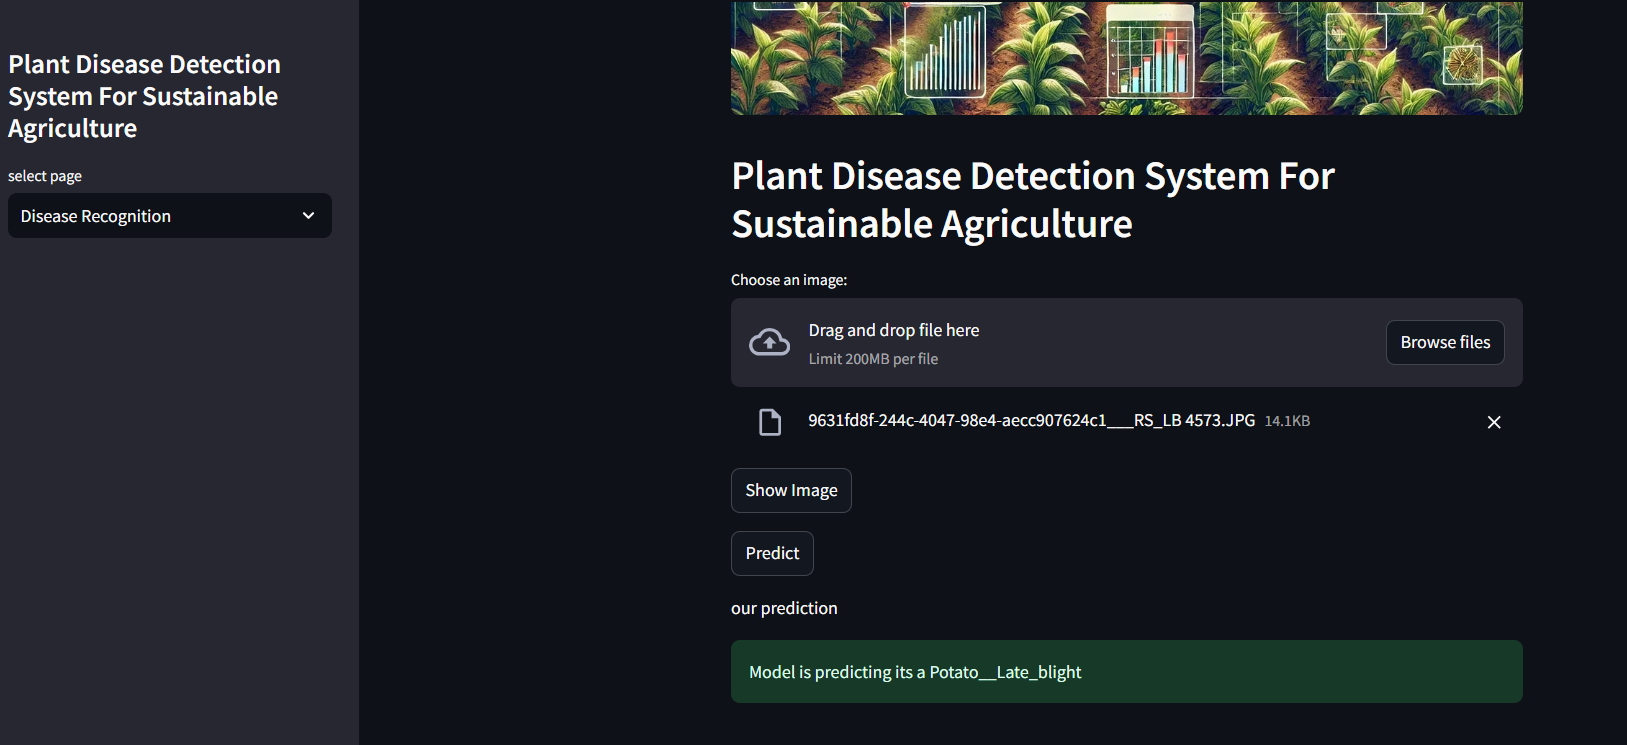 Plant Disease Detection
System For Sustainable
Agriculture
select page
Disease Recognition
Plant Disease Detection System For
Sustainable Agriculture
Choose an image:
Drag and drop file here
Limit 200MB per file
Browse files
9631fd8f-244c-4047-98e4-aecc907624c1___RS_LB 4573.JPG 14.1KB
Show Image
Predict
our prediction
Model is predicting its a Potato__Late_blight